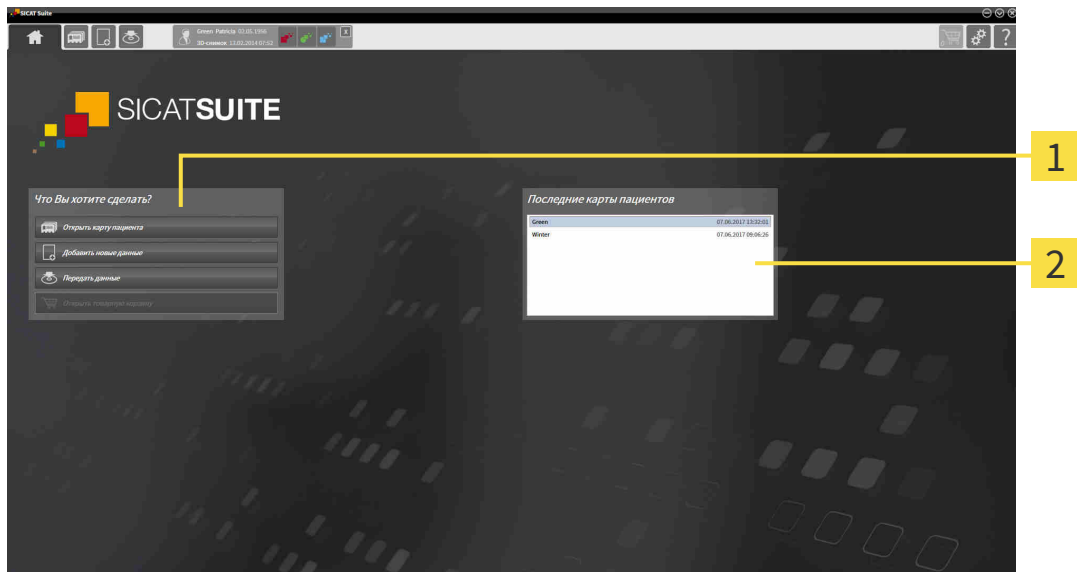 SICAT Suite
Green Patricia 02.05.1994
3D-снимок 13.02.2014 07:52
X
?
SICATSUITE
1
Что Вы хотите сделать?
Открыть карту пациента
Добавить новые данные
Передать данные
Открыть товарную корзину
Последние карты пациентов
Green 07.06.2017 13:32:01
Winter 07.06.2017 09:06:26
2